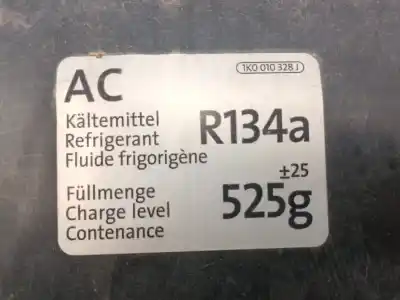 1K0 010 328 J
AC
Kältemittel
Refrigerant
Fluide frigorigène
R134a
Füllmenge
Charge level
Contenance
±25
525g